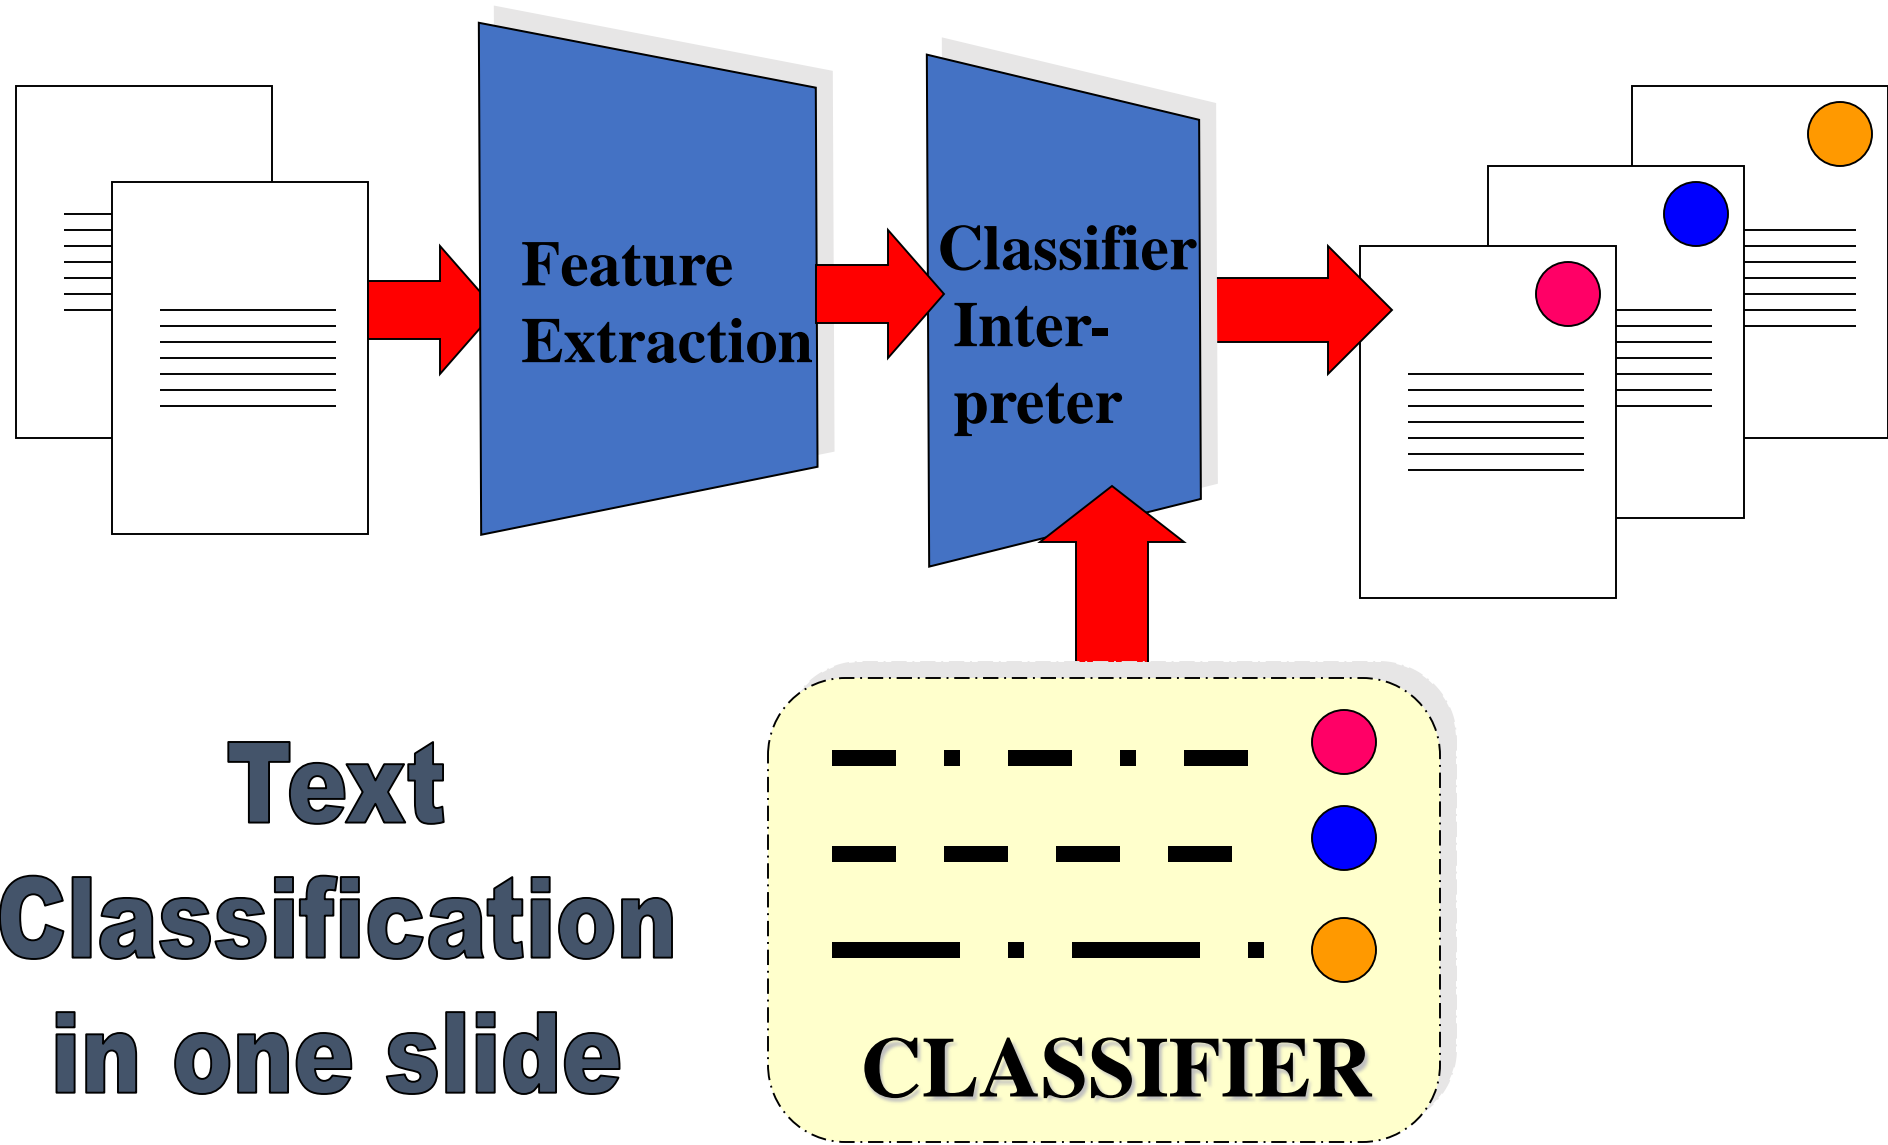 Feature
Extraction
Classifier
Inter-
preter
Text
Classification
in one slide
CLASSIFIER